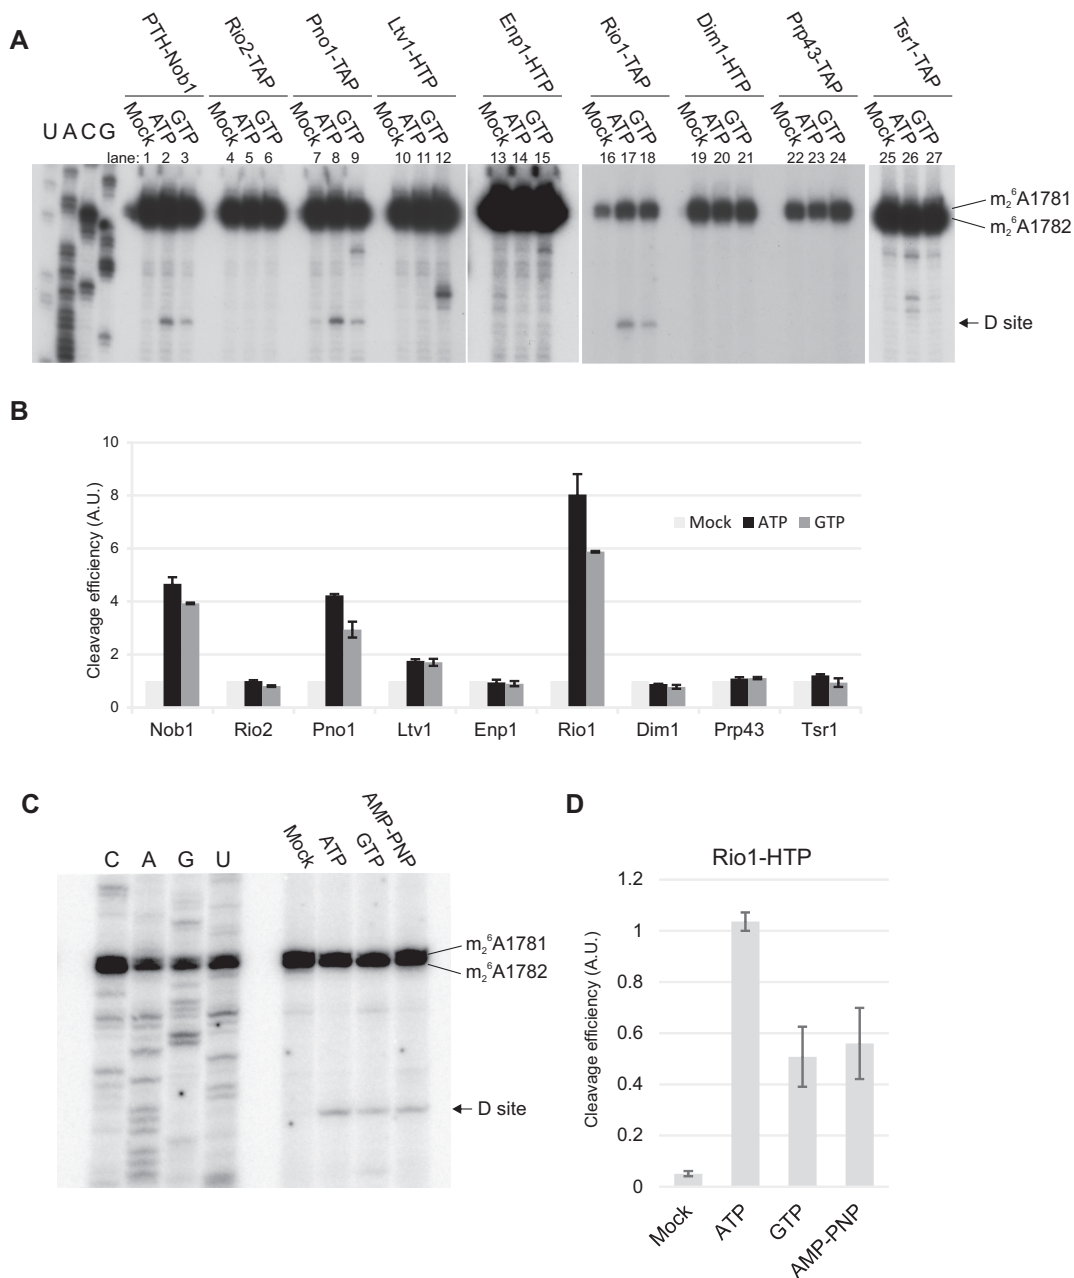 A
PTH-Nob1 Rio2-TAP Pno1-TAP Ltv1-HTP Enp1-HTP Rio1-TAP Dim1-HTP Prp43-TAP Tsr1-TAP
Mock ATP GTP Mock ATP GTP Mock ATP GTP Mock ATP GTP Mock ATP GTP Mock ATP GTP Mock ATP GTP Mock ATP GTP Mock ATP GTP
U A C G
lane: 1 2 3 4 5 6 7 8 9 10 11 12 13 14 15 16 17 18 19 20 21 22 23 24 25 26 27
m₂⁶A1781
m₂⁶A1782
← D site
B
Cleavage efficiency (A.U.)
10
8
6
4
2
0
Mock ATP GTP
Nob1 Rio2 Pno1 Ltv1 Enp1 Rio1 Dim1 Prp43 Tsr1
C
C A G U
Mock ATP GTP AMP-PNP
m₂⁶A1781
m₂⁶A1782
← D site
D
Rio1-HTP
Cleavage efficiency (A.U.)
1.2
1
0.8
0.6
0.4
0.2
0
Mock ATP GTP AMP-PNP